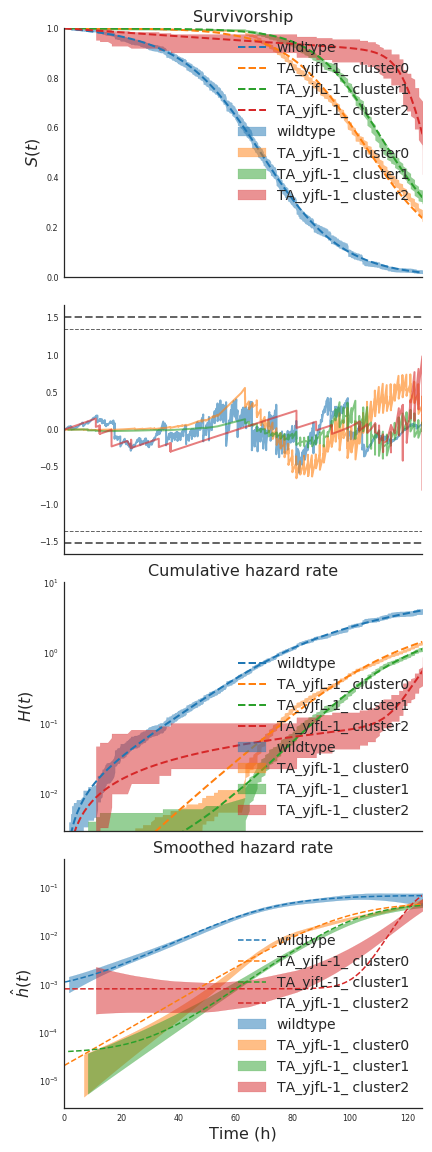 Survivorship
1.0
0.8
0.6
0.4
0.2
0.0
S(t)
wildtype
TA_yjfL-1_ cluster0
TA_yjfL-1_ cluster1
TA_yjfL-1_ cluster2
wildtype
TA_yjfL-1_ cluster0
TA_yjfL-1_ cluster1
TA_yjfL-1_ cluster2
1.5
1.0
0.5
0.0
−0.5
−1.0
−1.5
Cumulative hazard rate
10¹
10⁰
10⁻¹
10⁻²
H(t)
wildtype
TA_yjfL-1_ cluster0
TA_yjfL-1_ cluster1
TA_yjfL-1_ cluster2
wildtype
TA_yjfL-1_ cluster0
TA_yjfL-1_ cluster1
TA_yjfL-1_ cluster2
Smoothed hazard rate
10⁻¹
10⁻²
10⁻³
10⁻⁴
10⁻⁵
ĥ(t)
wildtype
TA_yjfL-1_ cluster0
TA_yjfL-1_ cluster1
TA_yjfL-1_ cluster2
wildtype
TA_yjfL-1_ cluster0
TA_yjfL-1_ cluster1
TA_yjfL-1_ cluster2
0 20 40 60 80 100 120
Time (h)